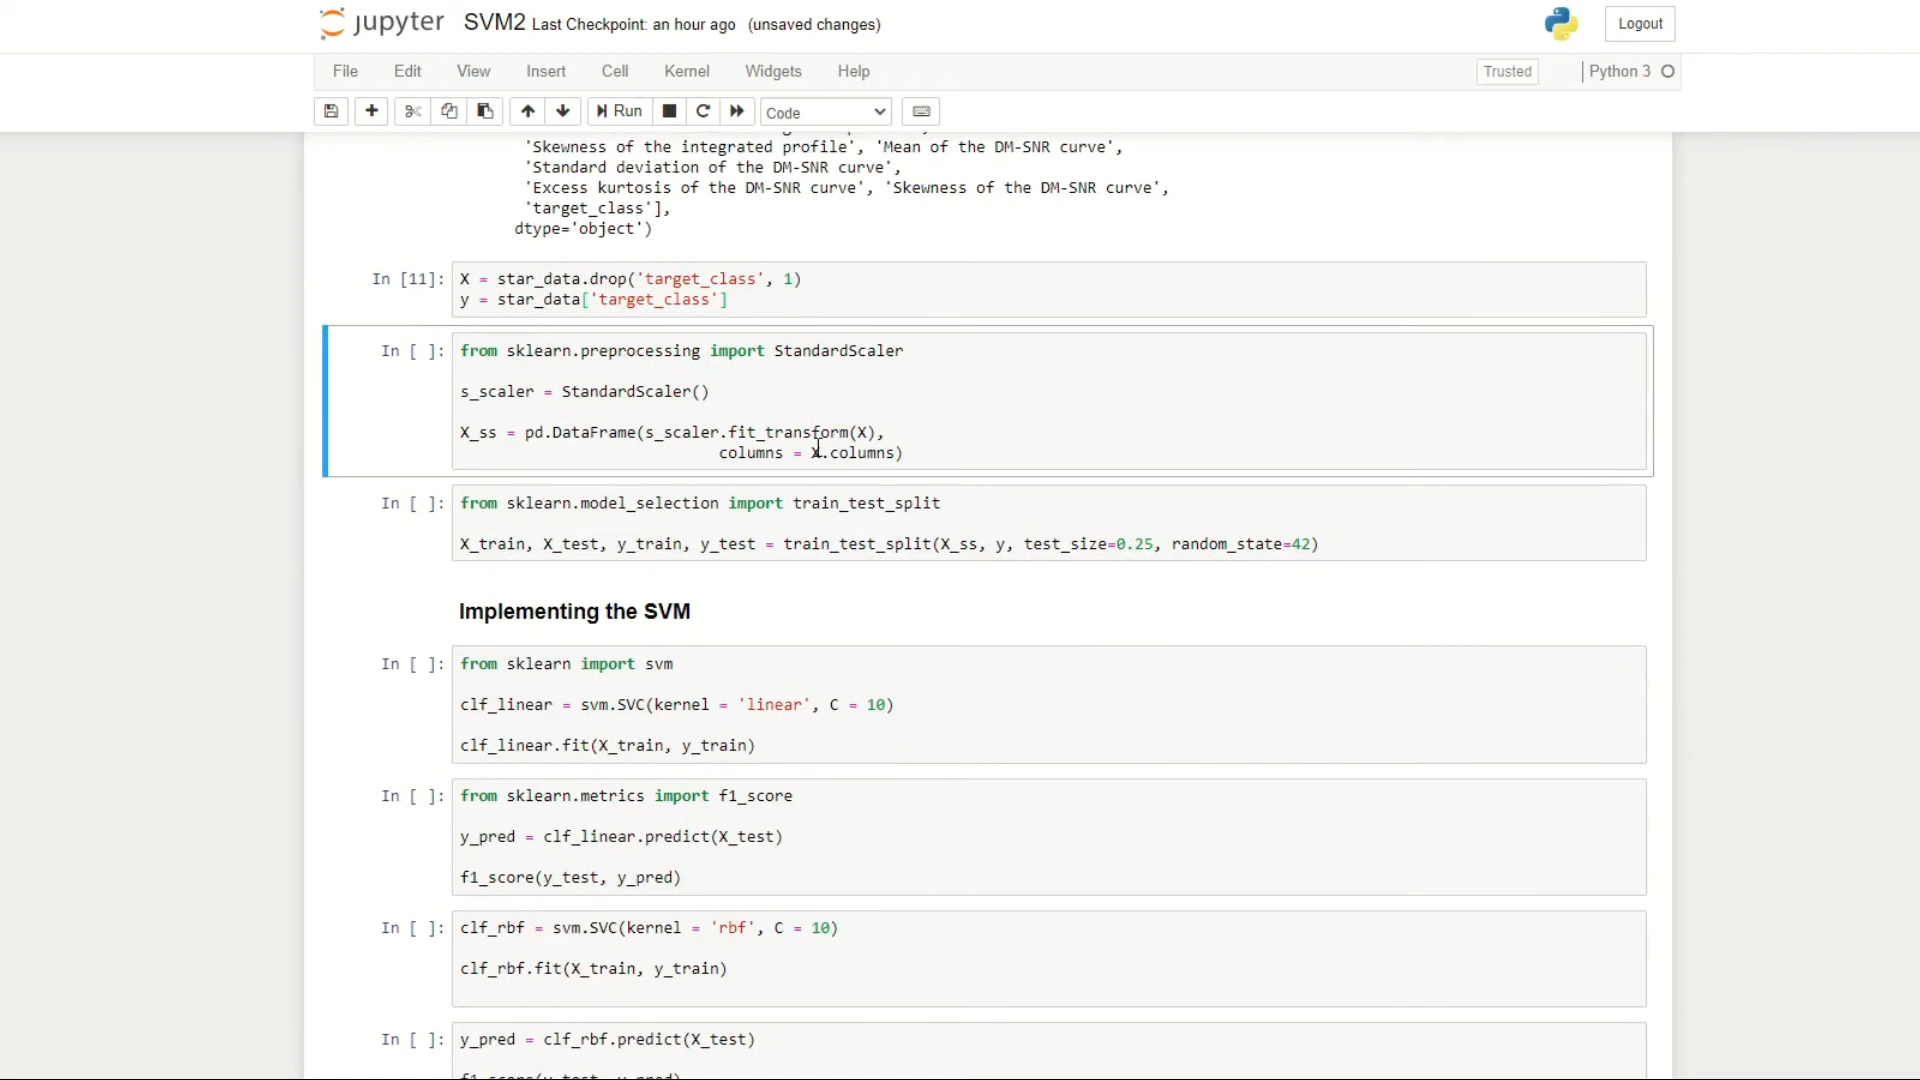 jupyter SVM2 Last Checkpoint: an hour ago (unsaved changes) Logout
File Edit View Insert Cell Kernel Widgets Help Trusted Python 3
Run Code
'Skewness of the integrated profile', 'Mean of the DM-SNR curve',
'Standard deviation of the DM-SNR curve',
'Excess kurtosis of the DM-SNR curve', 'Skewness of the DM-SNR curve',
'target_class'],
dtype='object')
In [11]: X = star_data.drop('target_class', 1)
y = star_data['target_class']
In [ ]: from sklearn.preprocessing import StandardScaler
s_scaler = StandardScaler()
X_ss = pd.DataFrame(s_scaler.fit_transform(X),
columns = X.columns)
In [ ]: from sklearn.model_selection import train_test_split
X_train, X_test, y_train, y_test = train_test_split(X_ss, y, test_size=0.25, random_state=42)
Implementing the SVM
In [ ]: from sklearn import svm
clf_linear = svm.SVC(kernel = 'linear', C = 10)
clf_linear.fit(X_train, y_train)
In [ ]: from sklearn.metrics import f1_score
y_pred = clf_linear.predict(X_test)
f1_score(y_test, y_pred)
In [ ]: clf_rbf = svm.SVC(kernel = 'rbf', C = 10)
clf_rbf.fit(X_train, y_train)
In [ ]: y_pred = clf_rbf.predict(X_test)